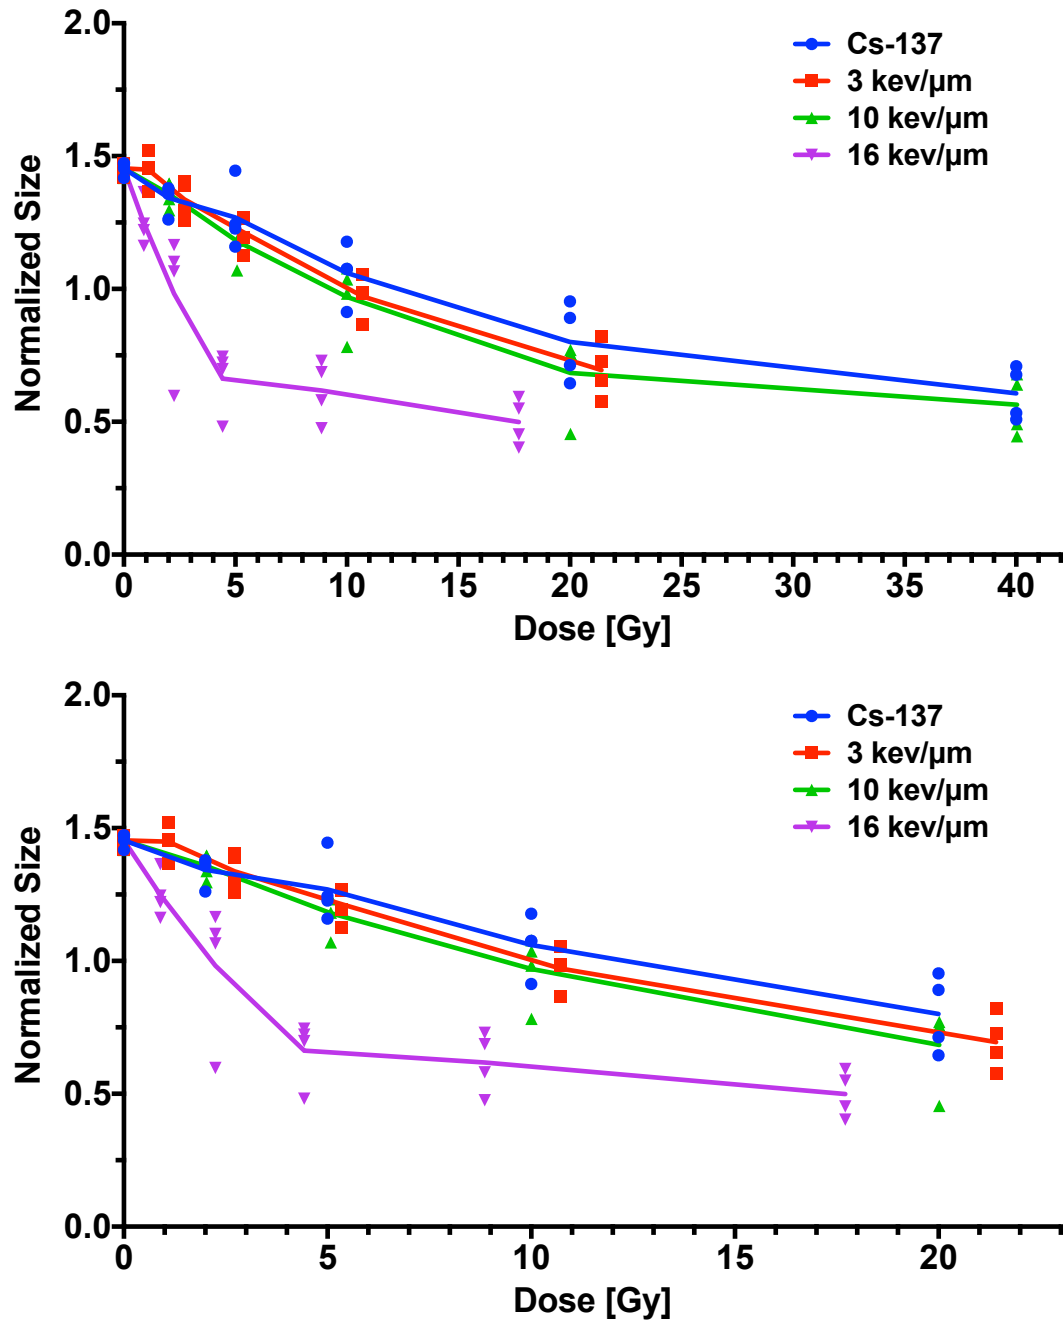 2.0
1.5
1.0
0.5
0.0
Normalized Size
Cs-137
3 kev/µm
10 kev/µm
16 kev/µm
0 5 10 15 20 25 30 35 40
Dose [Gy]
2.0
1.5
1.0
0.5
0.0
Normalized Size
Cs-137
3 kev/µm
10 kev/µm
16 kev/µm
0 5 10 15 20
Dose [Gy]